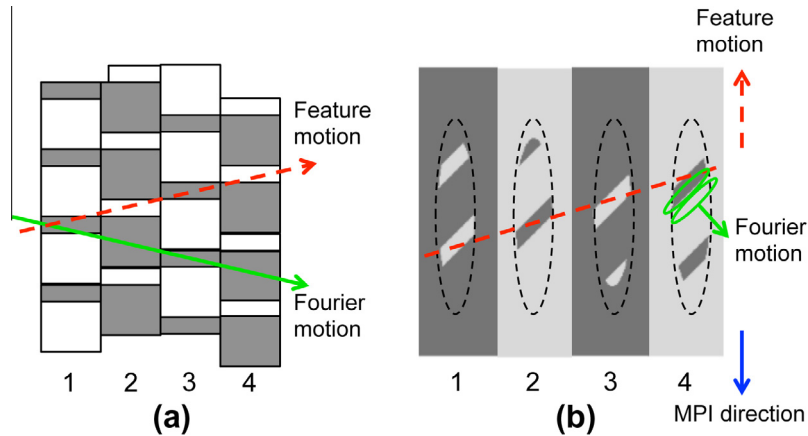 Feature
motion
Fourier
motion
1 2 3 4
(a)
Feature
motion
Fourier
motion
1 2 3 4
MPI direction
(b)